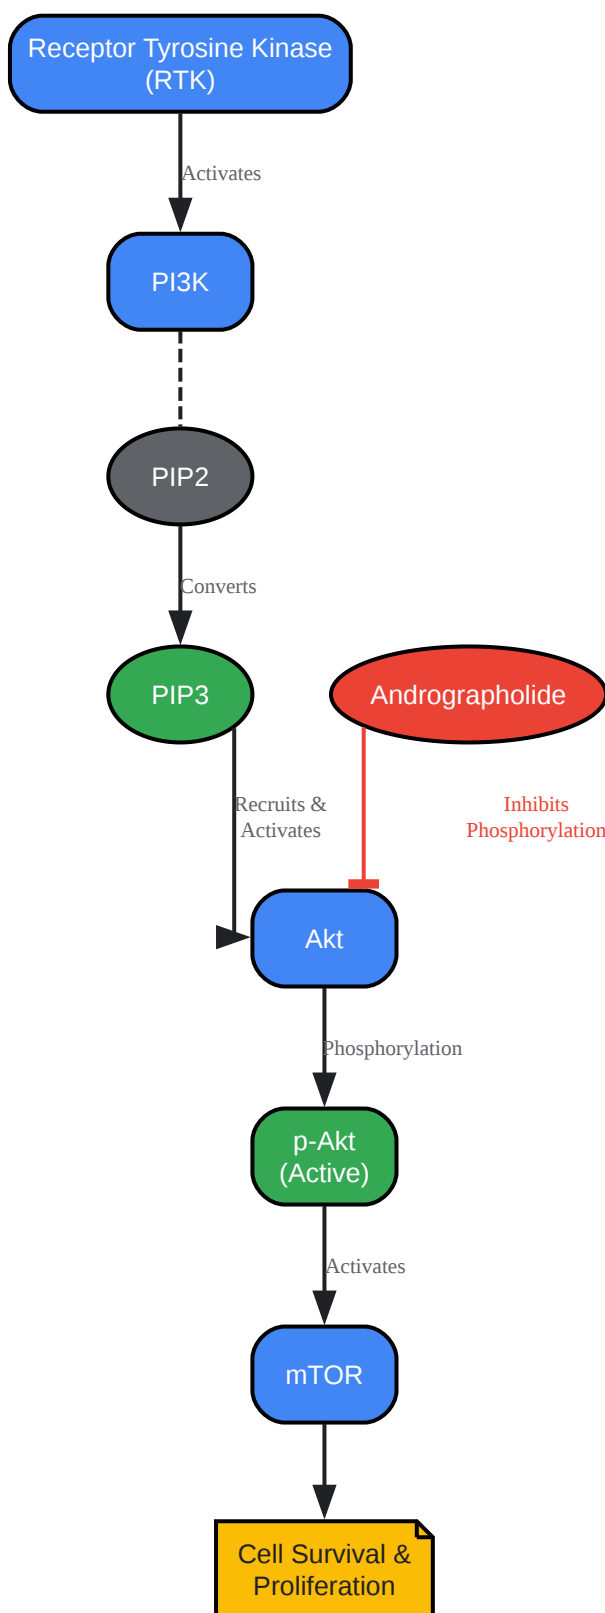 Receptor Tyrosine Kinase
(RTK)
Activates
PI3K
PIP2
Converts
PIP3
Andrographolide
Recruits &
Activates
Inhibits
Phosphorylation
Akt
Phosphorylation
p-Akt
(Active)
Activates
mTOR
Cell Survival &
Proliferation